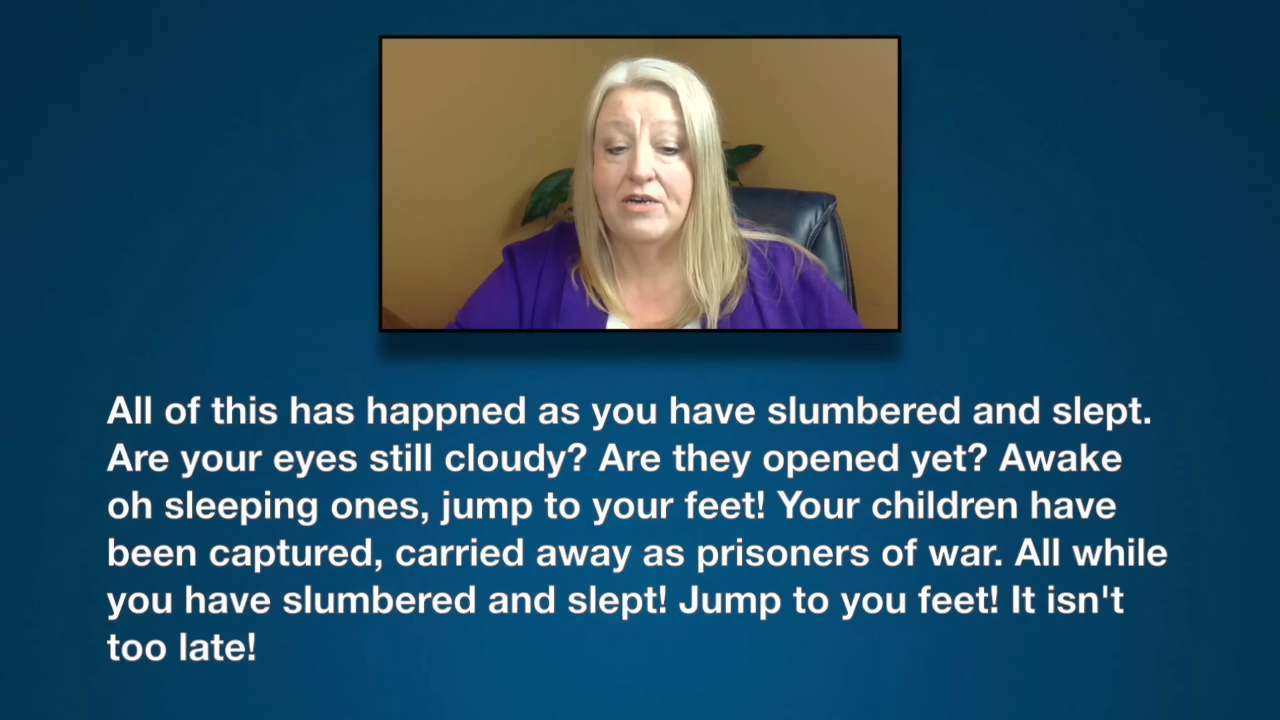 All of this has happned as you have slumbered and slept.
Are your eyes still cloudy? Are they opened yet? Awake
oh sleeping ones, jump to your feet! Your children have
been captured, carried away as prisoners of war. All while
you have slumbered and slept! Jump to you feet! It isn't
too late!